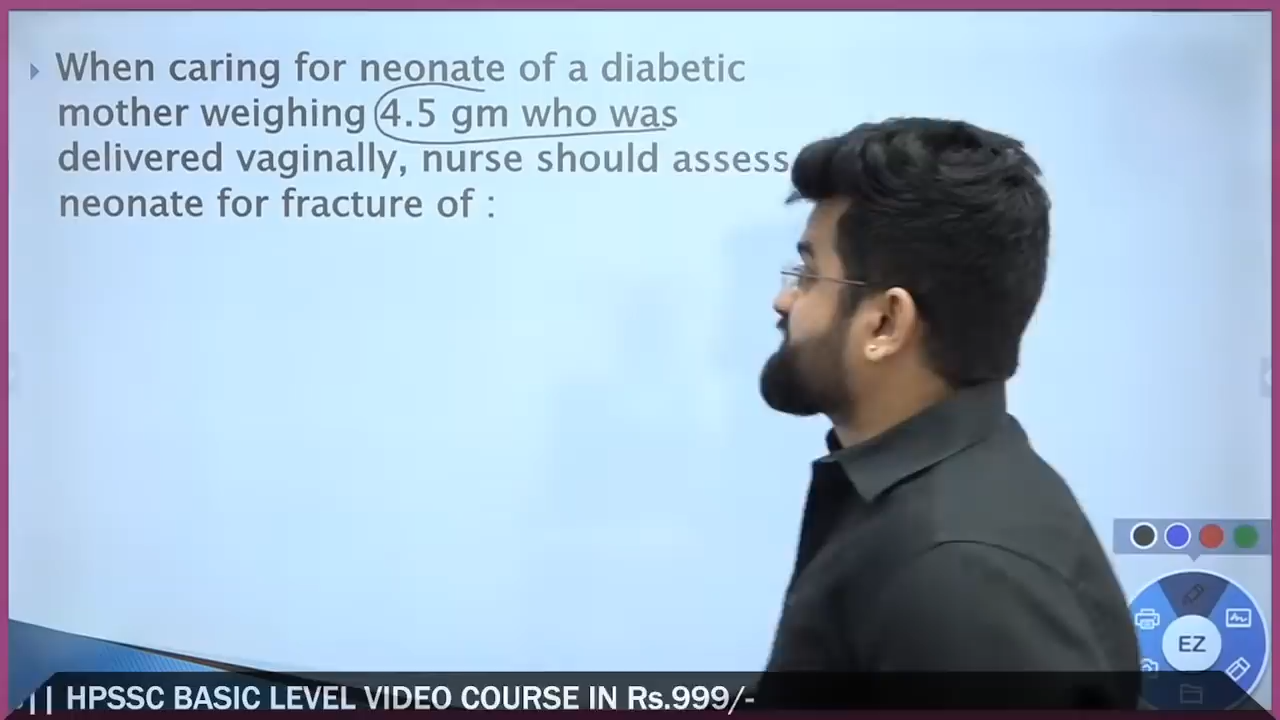 When caring for neonate of a diabetic
mother weighing 4.5 gm who was
delivered vaginally, nurse should assess
neonate for fracture of :
EZ
|| HPSSC BASIC LEVEL VIDEO COURSE IN Rs.999/-